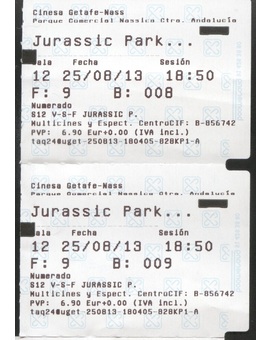 Cinesa Getafe-Nass
Parque Comercial Nassica Ctra. Andalucía
Jurassic Park...
ala Fecha Sesión
12 25/08/13 18:50
F: 9 B: 008
Numerado
S12 V-S-F JURASSIC P.
Multicines y Espect. CentroCIF: B-856742
PVP: 6.90 Eur+0.00 (IVA incl.)
taq24@uget-250813-180405-828KP1-A
Cinesa Getafe-Nass
Parque Comercial Nassica Ctra. Andalucía
Jurassic Park...
ala Fecha Sesión
12 25/08/13 18:50
F: 9 B: 009
Numerado
S12 V-S-F JURASSIC P.
Multicines y Espect. CentroCIF: B-856742
PVP: 6.90 Eur+0.00 (IVA incl.)
taq24@uget-250813-180405-828KP1-A